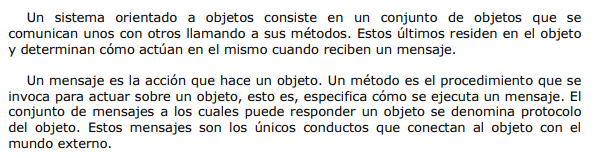 Un sistema orientado a objetos consiste en un conjunto de objetos que se
comunican unos con otros llamando a sus métodos. Estos últimos residen en el objeto
y determinan cómo actúan en el mismo cuando reciben un mensaje.
Un mensaje es la acción que hace un objeto. Un método es el procedimiento que se
invoca para actuar sobre un objeto, esto es, especifica cómo se ejecuta un mensaje. El
conjunto de mensajes a los cuales puede responder un objeto se denomina protocolo
del objeto. Estos mensajes son los únicos conductos que conectan al objeto con el
mundo externo.